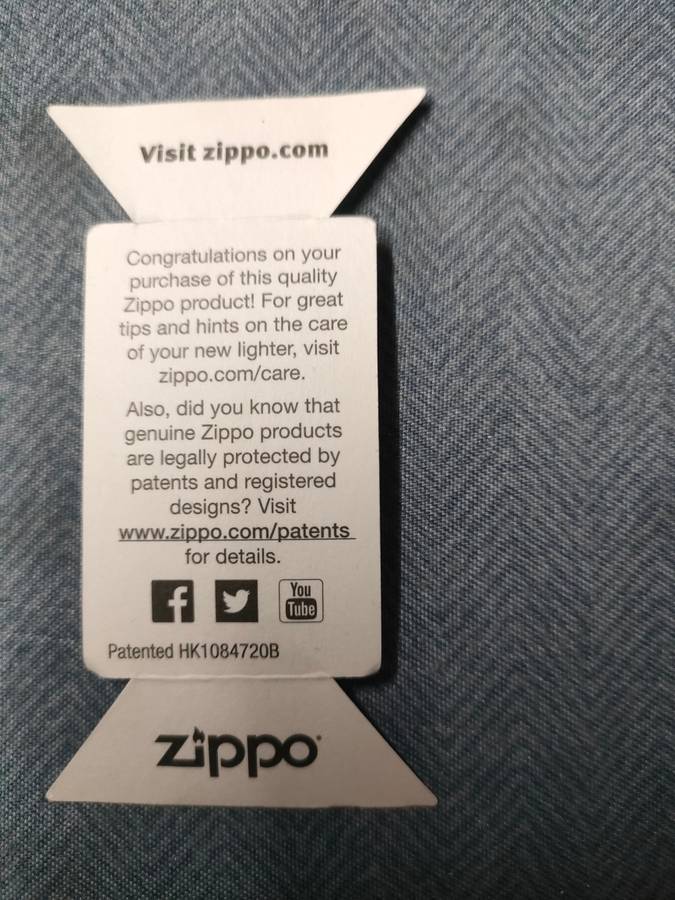 Visit zippo.com
Congratulations on your
purchase of this quality
Zippo product! For great
tips and hints on the care
of your new lighter, visit
zippo.com/care.
Also, did you know that
genuine Zippo products
are legally protected by
patents and registered
designs? Visit
www.zippo.com/patents
for details.
f
You
Tube
Patented HK1084720B
zippo